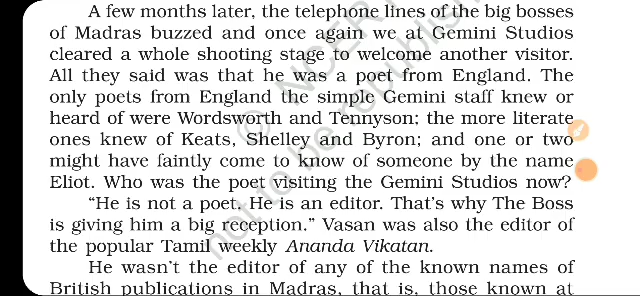 A few months later, the telephone lines of the big bosses
of Madras buzzed and once again we at Gemini Studios
cleared a whole shooting stage to welcome another visitor.
All they said was that he was a poet from England. The
only poets from England the simple Gemini staff knew or
heard of were Wordsworth and Tennyson; the more literate
ones knew of Keats, Shelley and Byron; and one or two
might have faintly come to know of someone by the name
Eliot. Who was the poet visiting the Gemini Studios now?
“He is not a poet. He is an editor. That’s why The Boss
is giving him a big reception.” Vasan was also the editor of
the popular Tamil weekly Ananda Vikatan.
He wasn’t the editor of any of the known names of
British publications in Madras, that is, those known at
© NCERT
not to be republished